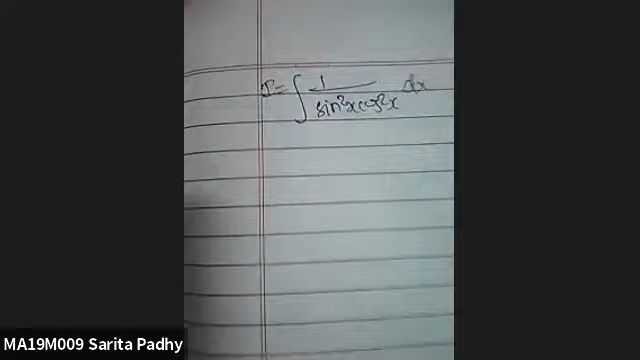 I = ∫ 1 / sin²x cos²x dx
MA19M009 Sarita Padhy